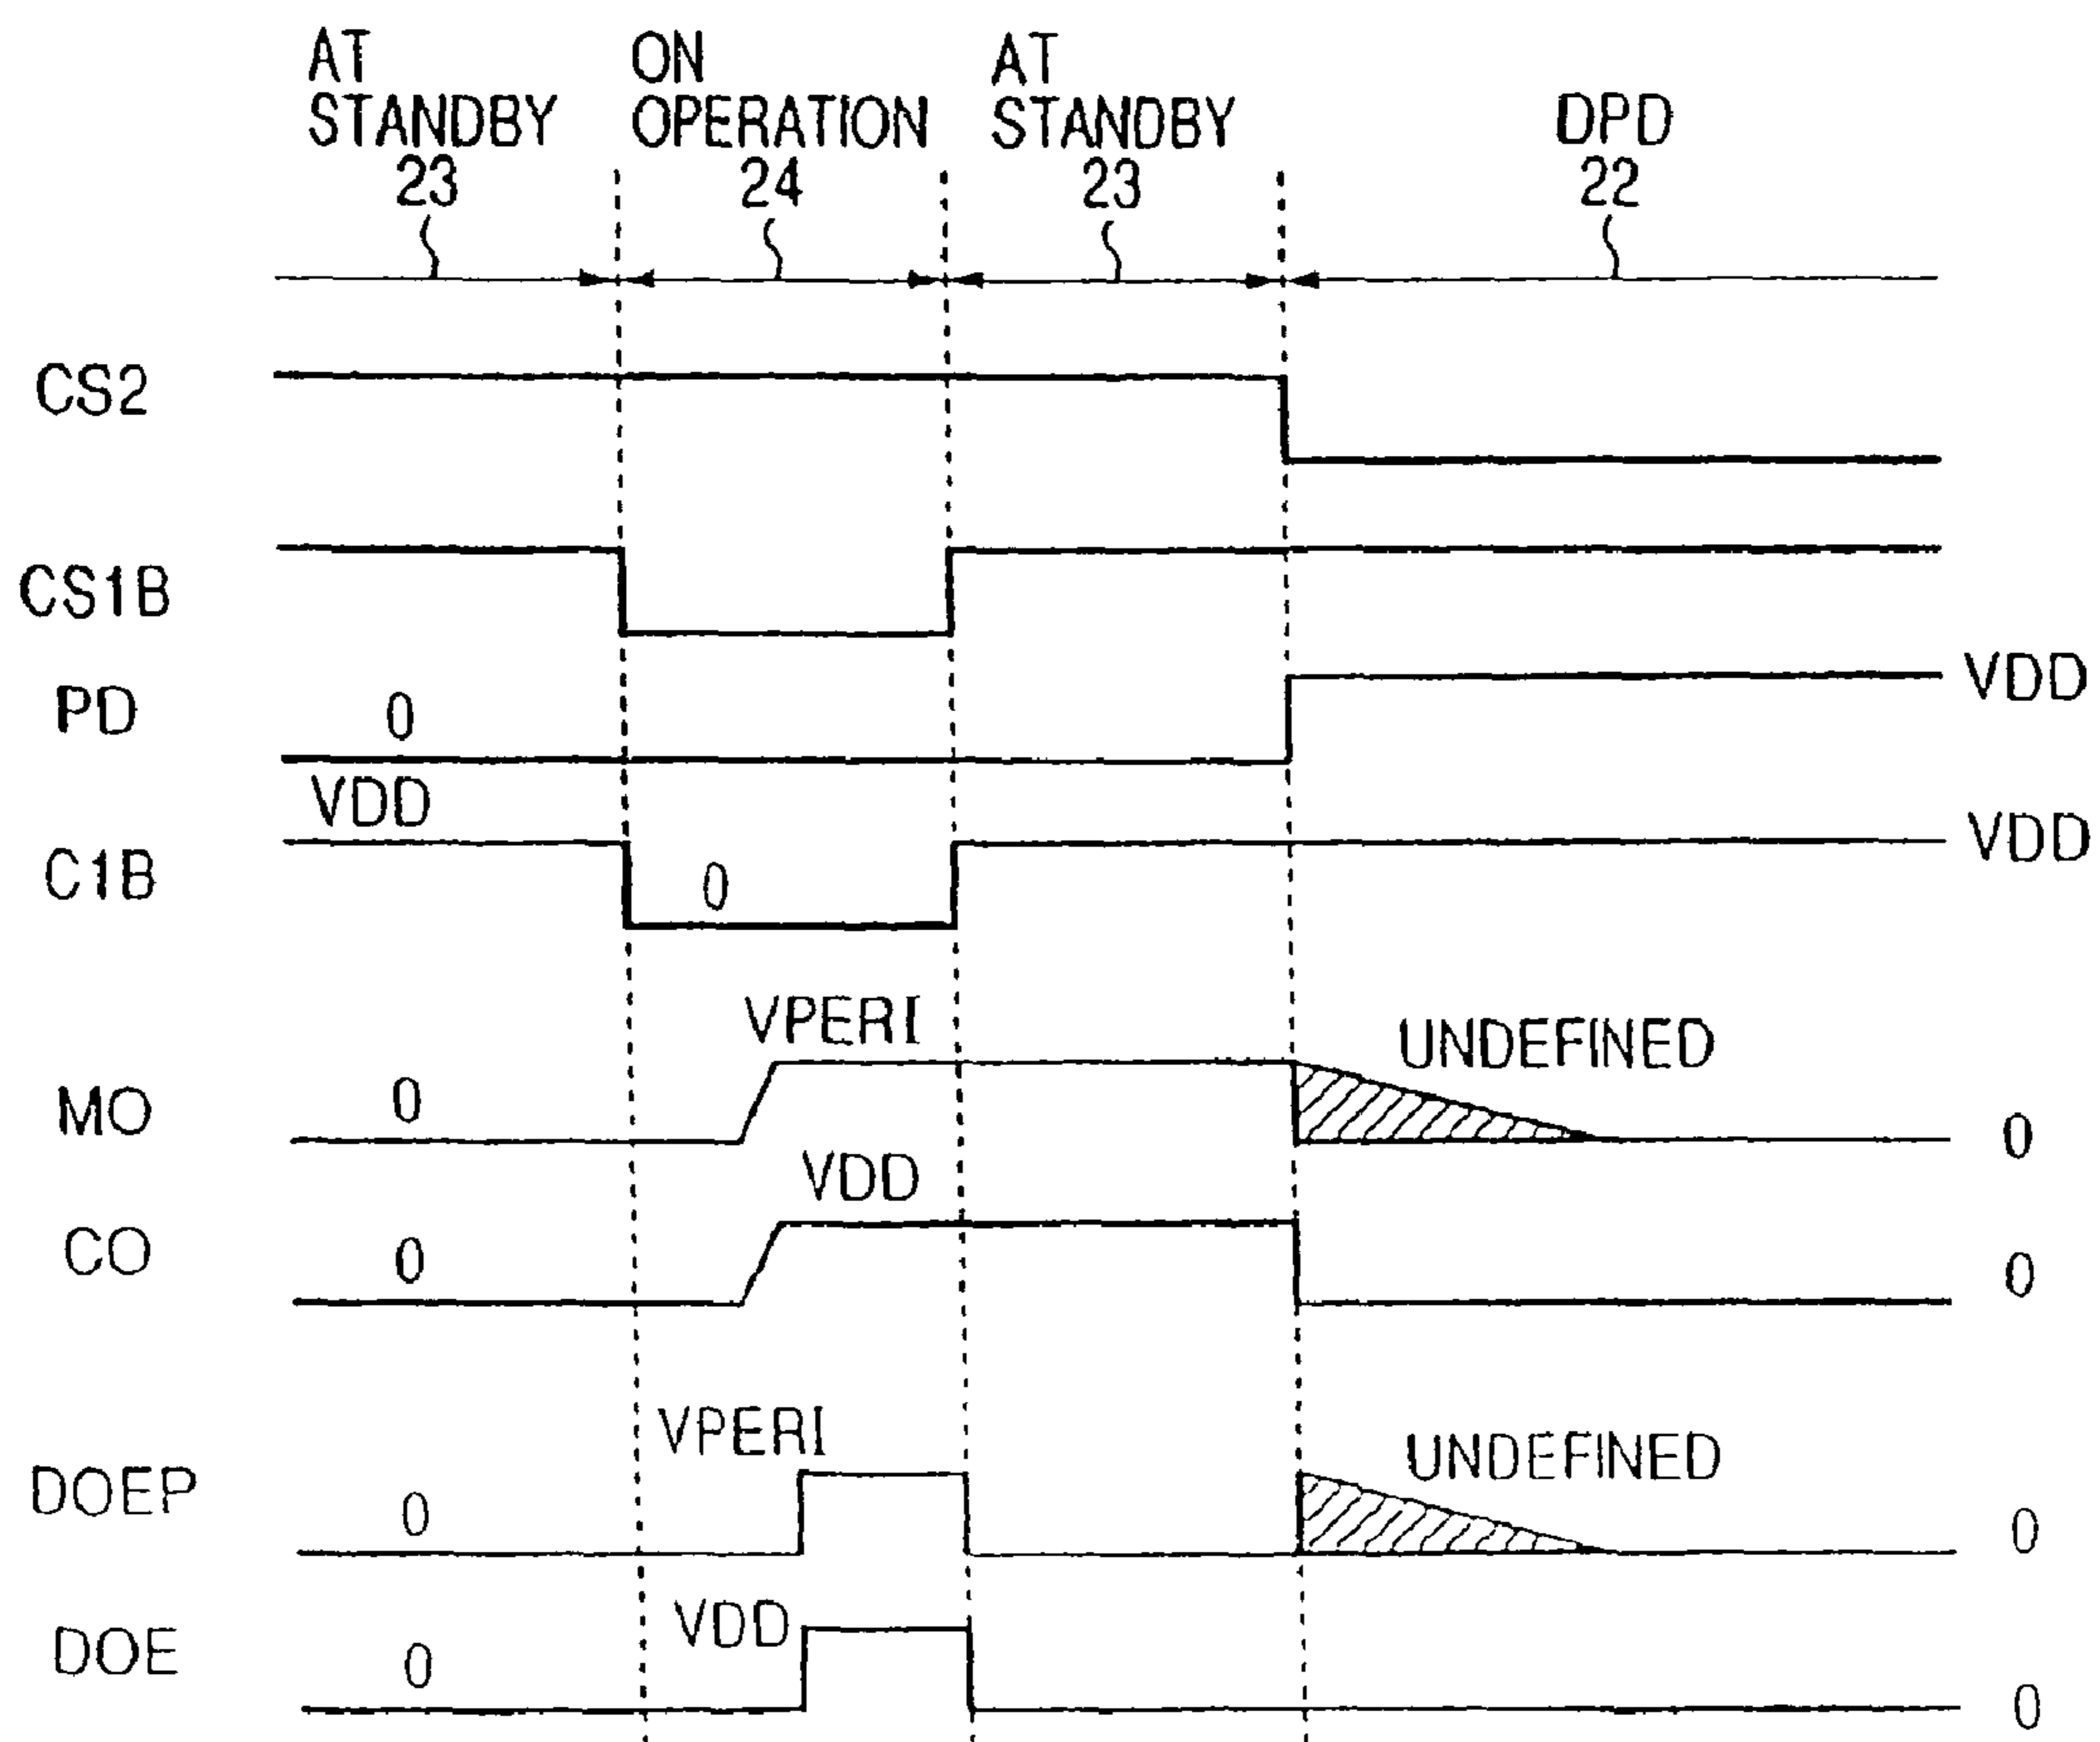 AT
STANDBY
23
ON
OPERATION
24
AT
STANDBY
23
DPD
22
CS2
CS1B
PD
0
VDD
C1B
VDD
0
VDD
MO
0
VPERI
UNDEFINED
0
CO
0
VDD
0
DOEP
0
VPERI
UNDEFINED
0
DOE
0
VDD
0